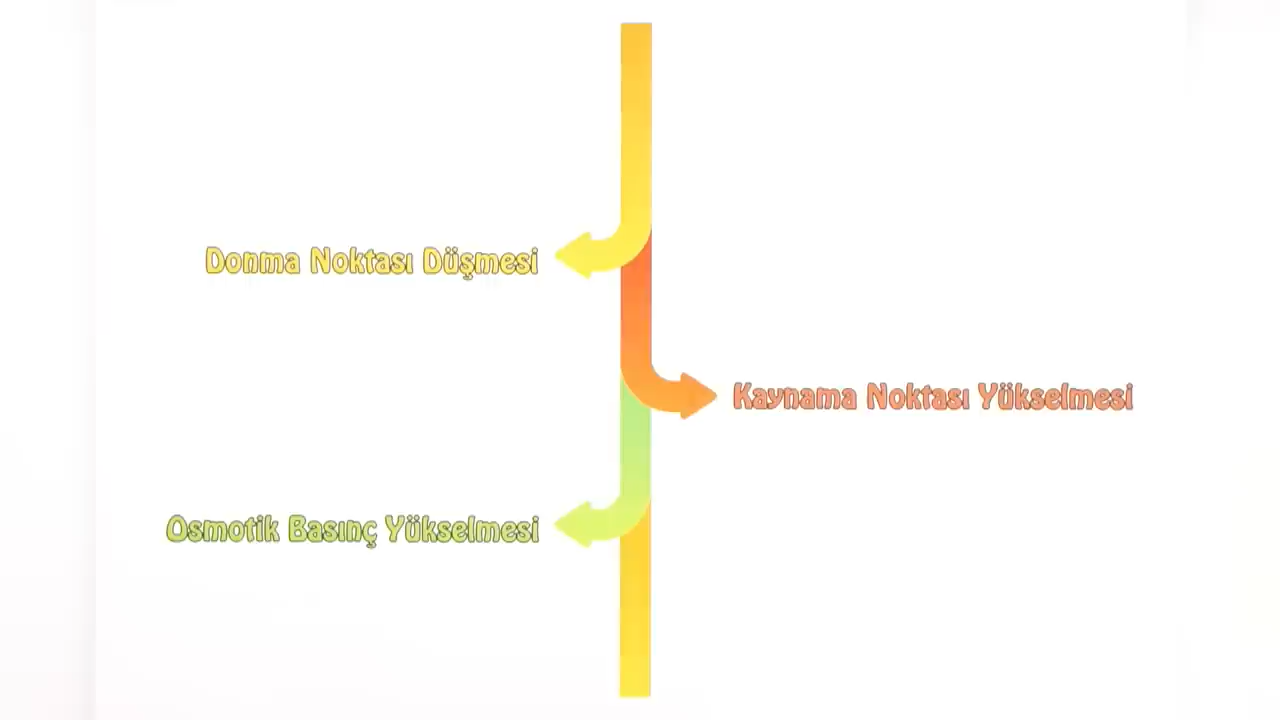 Donma Noktası Düşmesi
Kaynama Noktası Yükselmesi
Osmotik Basınç Yükselmesi